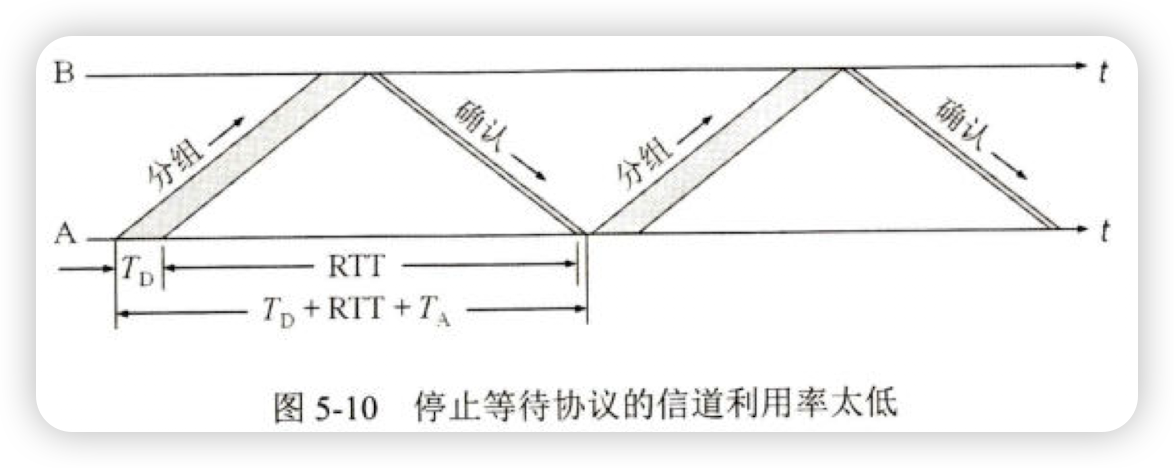 B
t
分组
确认
分组
确认
A
t
T_D
RTT
T_D + RTT + T_A
图 5-10 停止等待协议的信道利用率太低